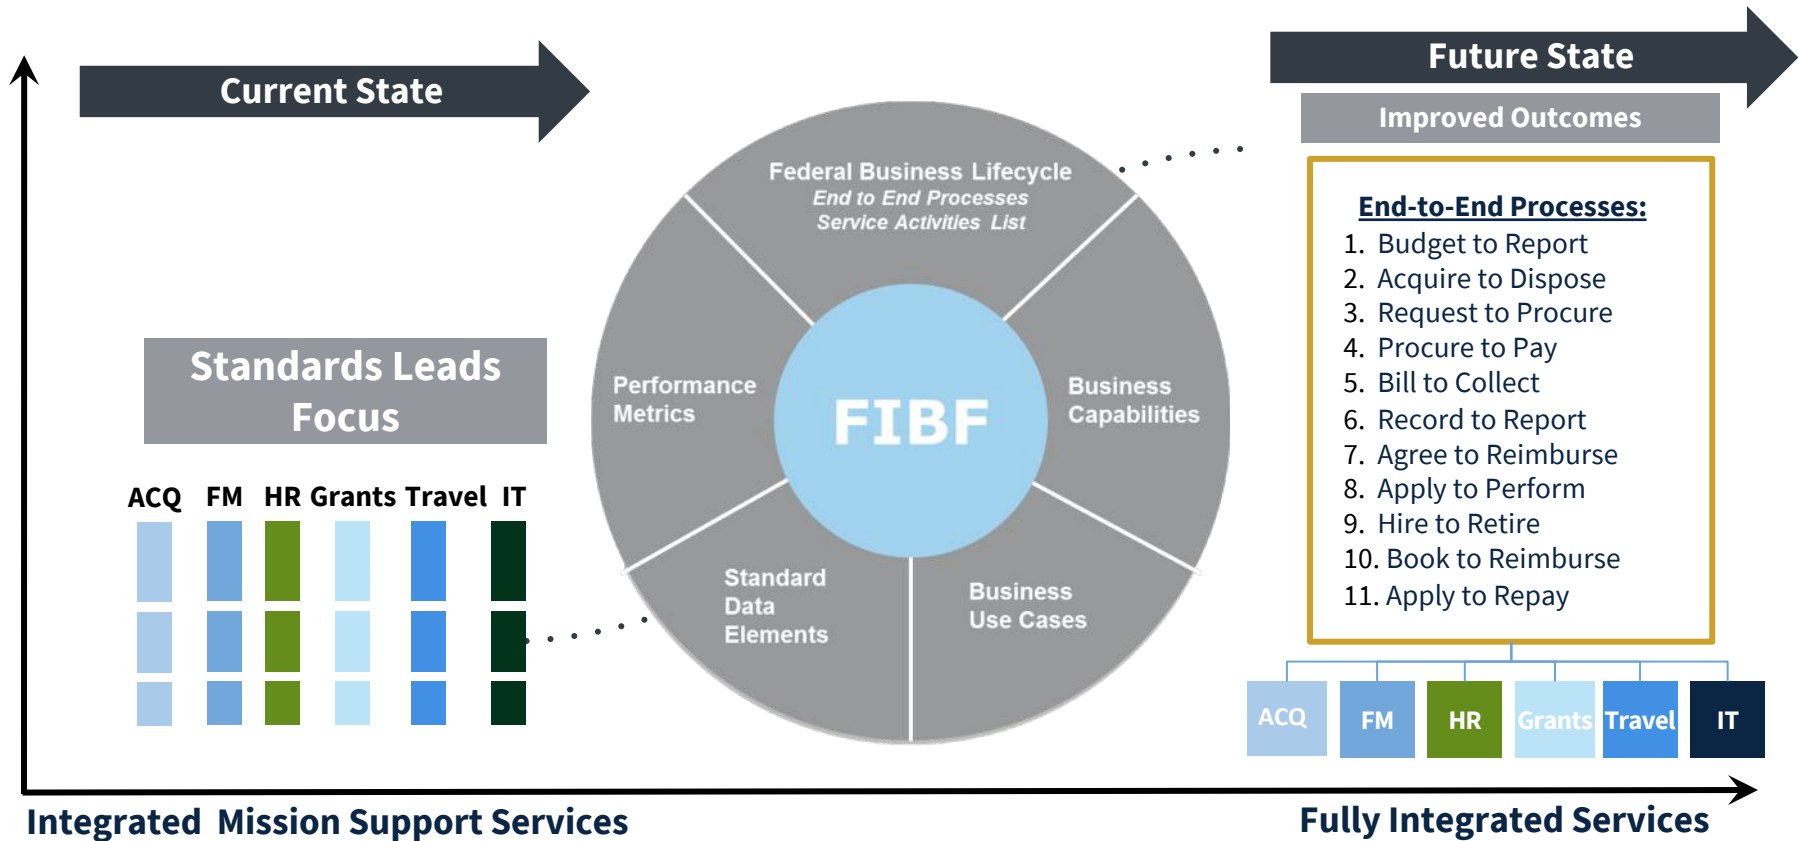 Current State
Future State
Improved Outcomes
Standards Leads
Focus
ACQ FM HR Grants Travel IT
Federal Business Lifecycle
End to End Processes
Service Activities List
Performance
Metrics
FIBF
Business
Capabilities
Standard
Data
Elements
Business
Use Cases
End-to-End Processes:
1. Budget to Report
2. Acquire to Dispose
3. Request to Procure
4. Procure to Pay
5. Bill to Collect
6. Record to Report
7. Agree to Reimburse
8. Apply to Perform
9. Hire to Retire
10. Book to Reimburse
11. Apply to Repay
ACQ FM HR Grants Travel IT
Integrated Mission Support Services
Fully Integrated Services